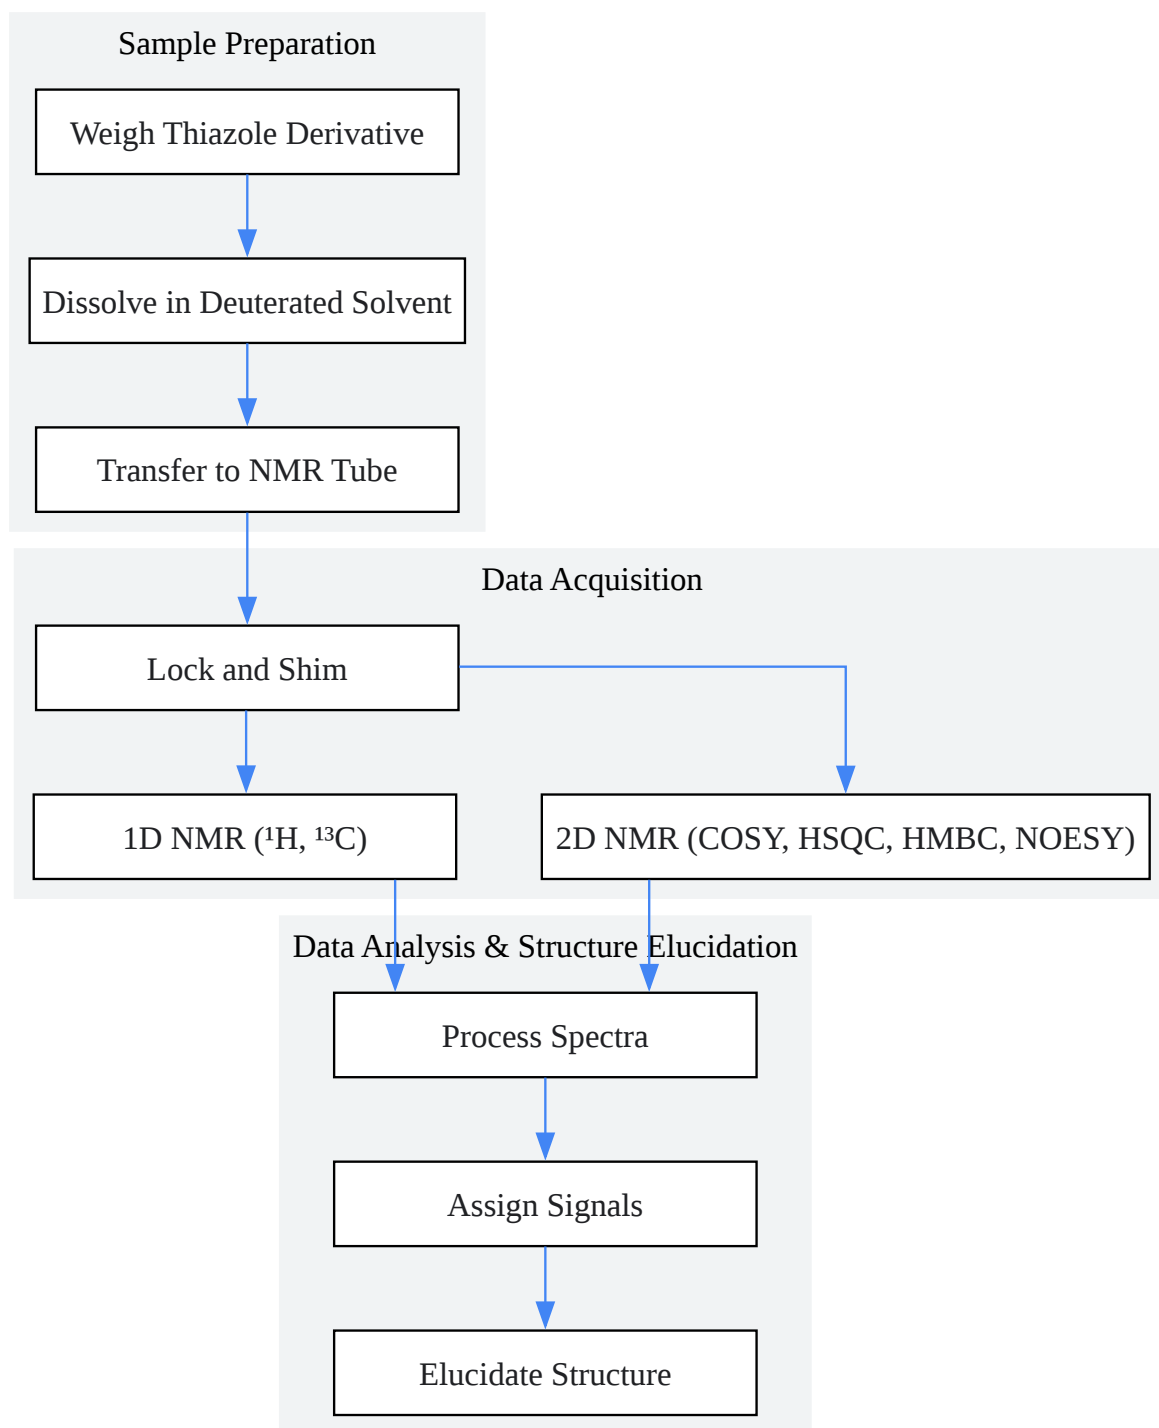 Sample Preparation
Weigh Thiazole Derivative
Dissolve in Deuterated Solvent
Transfer to NMR Tube
Data Acquisition
Lock and Shim
1D NMR (¹H, ¹³C)
2D NMR (COSY, HSQC, HMBC, NOESY)
Data Analysis & Structure Elucidation
Process Spectra
Assign Signals
Elucidate Structure